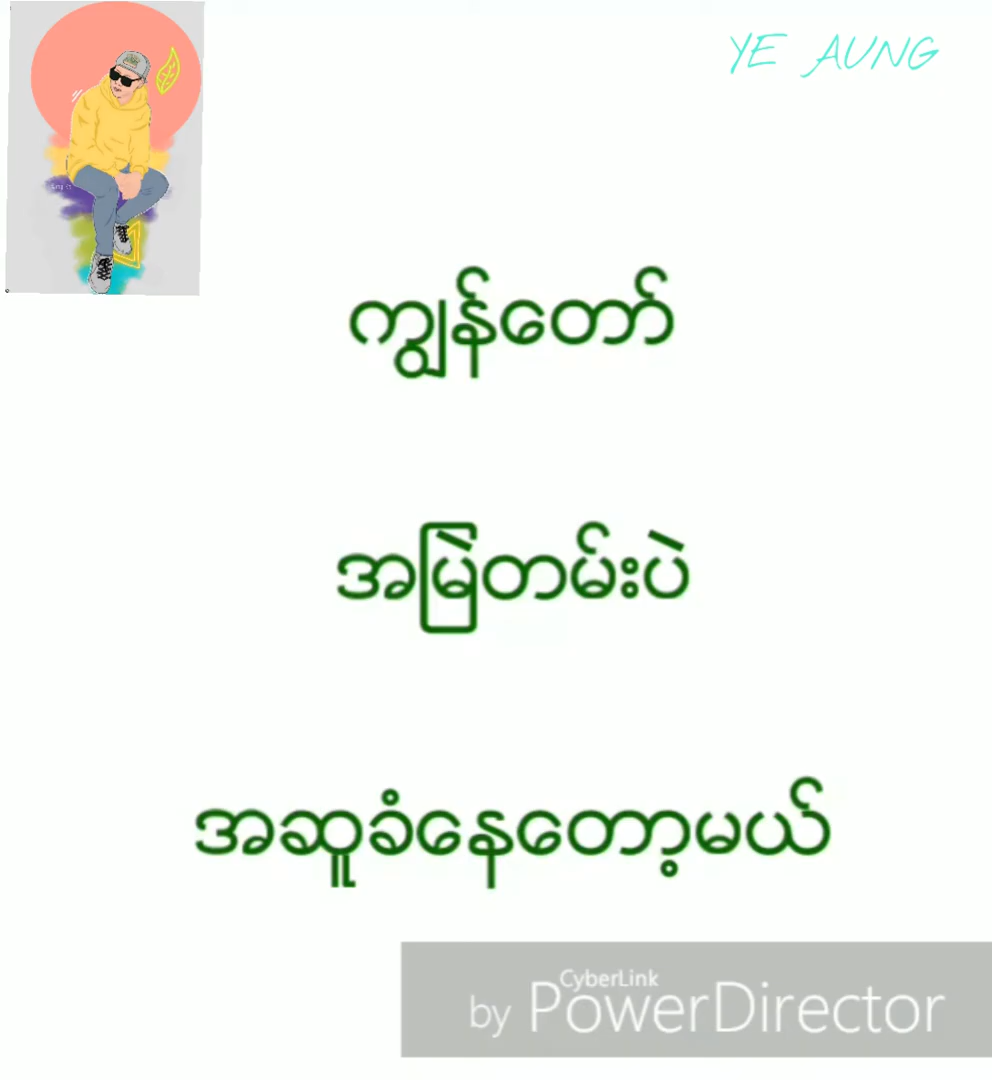 YE AUNG
ကျွန်တော်
အမြဲတမ်းပဲ
အဆူခံနေတော့မယ်
CyberLink
by PowerDirector